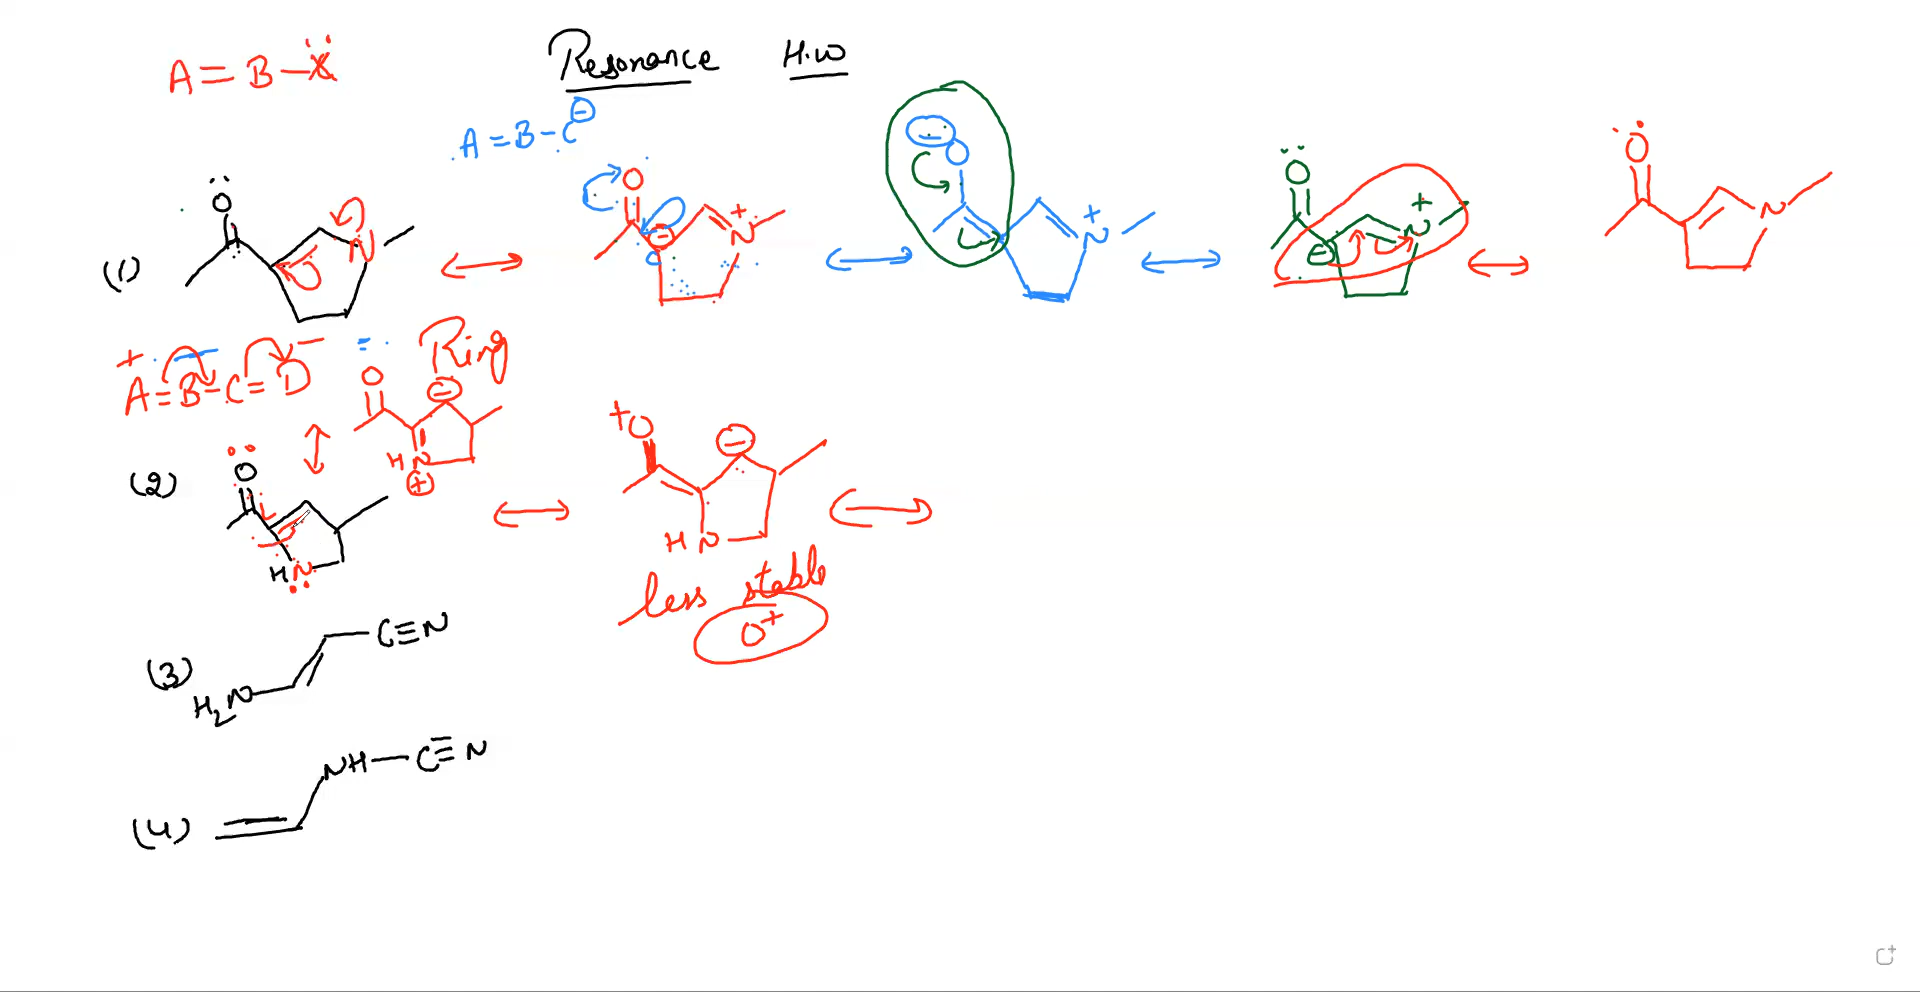 Resonance H.W
A=B-X
A=B-C⊖
O N
(1)
O ⊖ N+
− O N+
O ⊖ N+
O N
Ring
+ −
A=B-C=D
O ⊖
H N ⊕
(2)
O
HN
+O ⊖
H N
less stable
O+
(3)
H2N C≡N
(4)
NH-C≡N